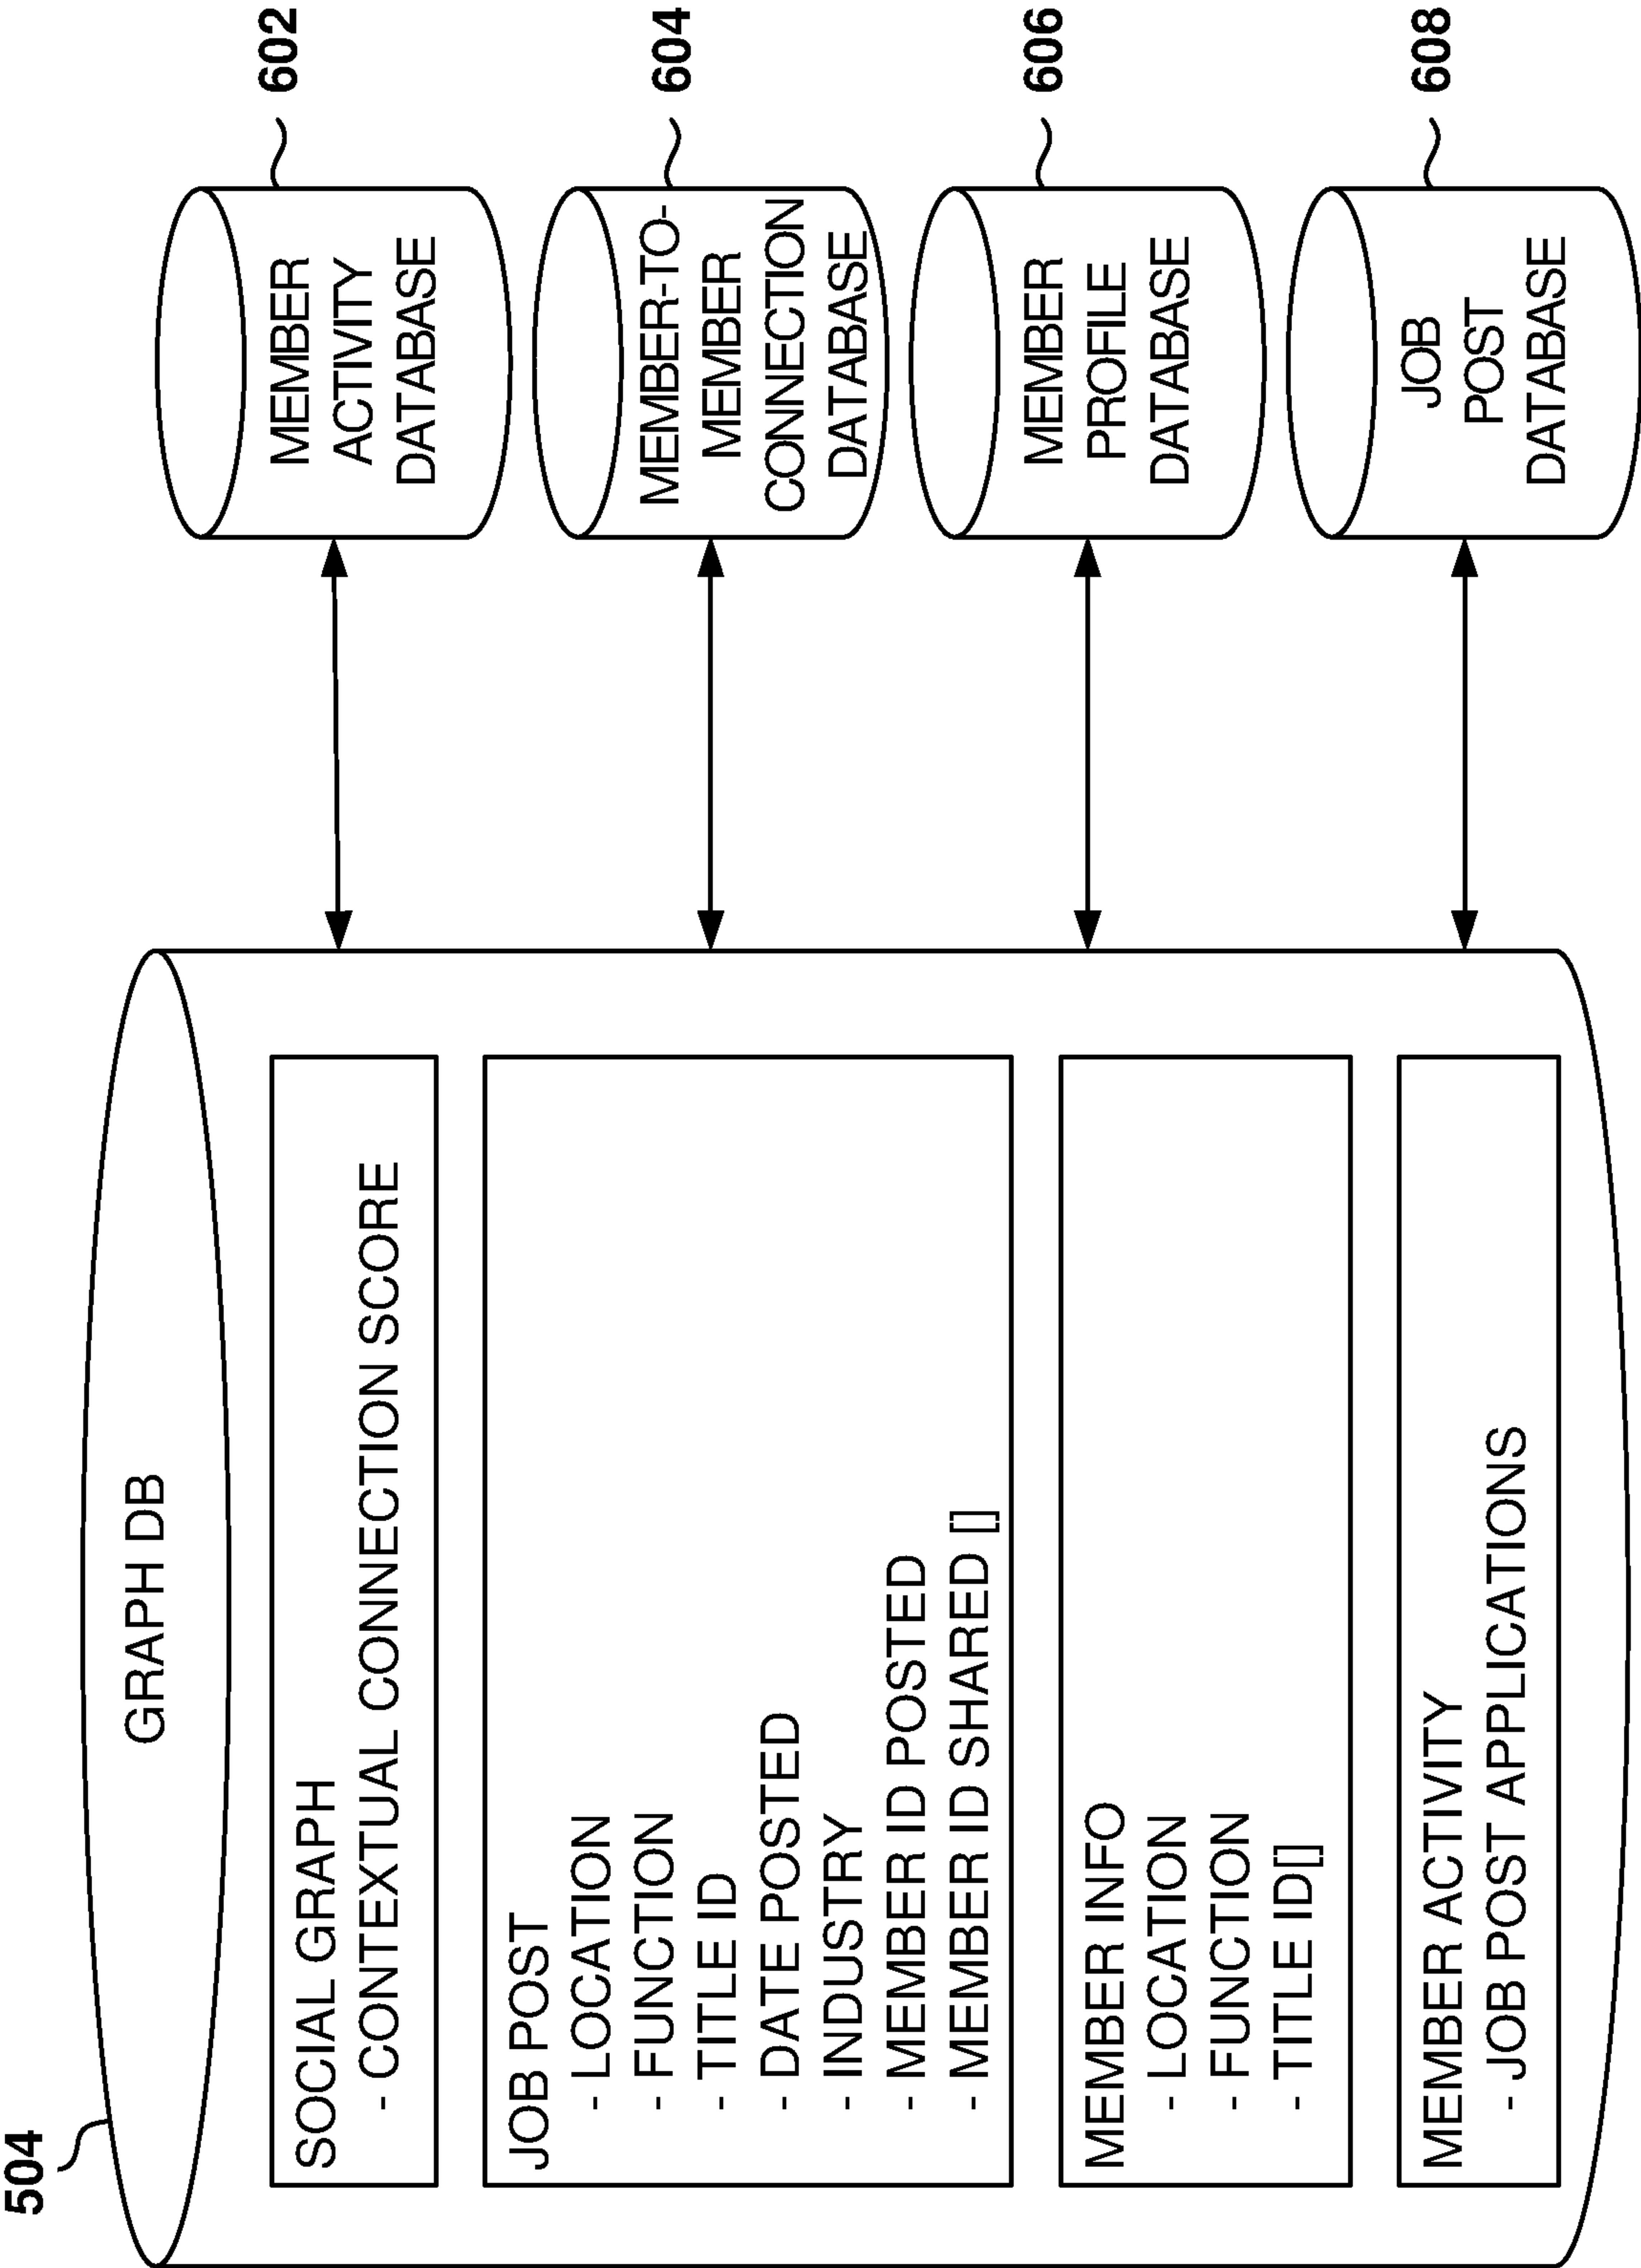 504
GRAPH DB
SOCIAL GRAPH
- CONTEXTUAL CONNECTION SCORE
JOB POST
- LOCATION
- FUNCTION
- TITLE ID
- DATE POSTED
- INDUSTRY
- MEMBER ID POSTED
- MEMBER ID SHARED []
MEMBER INFO
- LOCATION
- FUNCTION
- TITLE ID[]
MEMBER ACTIVITY
- JOB POST APPLICATIONS
MEMBER
ACTIVITY
DATABASE
602
MEMBER-TO-
MEMBER
CONNECTION
DATABASE
604
MEMBER
PROFILE
DATABASE
606
JOB
POST
DATABASE
608